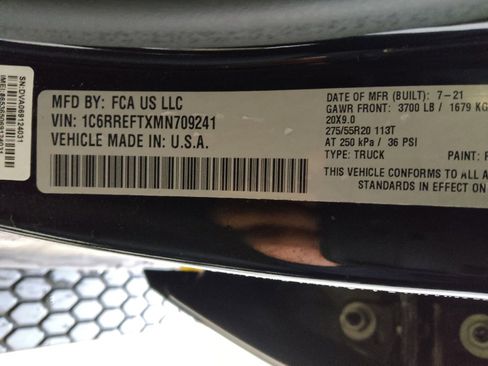 SN:DVAD69124031
MFD BY: FCA US LLC
VIN: 1C6RREFTXMN709241
VEHICLE MADE IN: U.S.A.
DATE OF MFR (BUILT): 7-21
GAWR FRONT: 3700 LB / 1679 KG
20X9.0
275/55R20 113T
AT 250 kPa / 36 PSI
TYPE: TRUCK PAINT:
THIS VEHICLE CONFORMS TO ALL
STANDARDS IN EFFECT ON